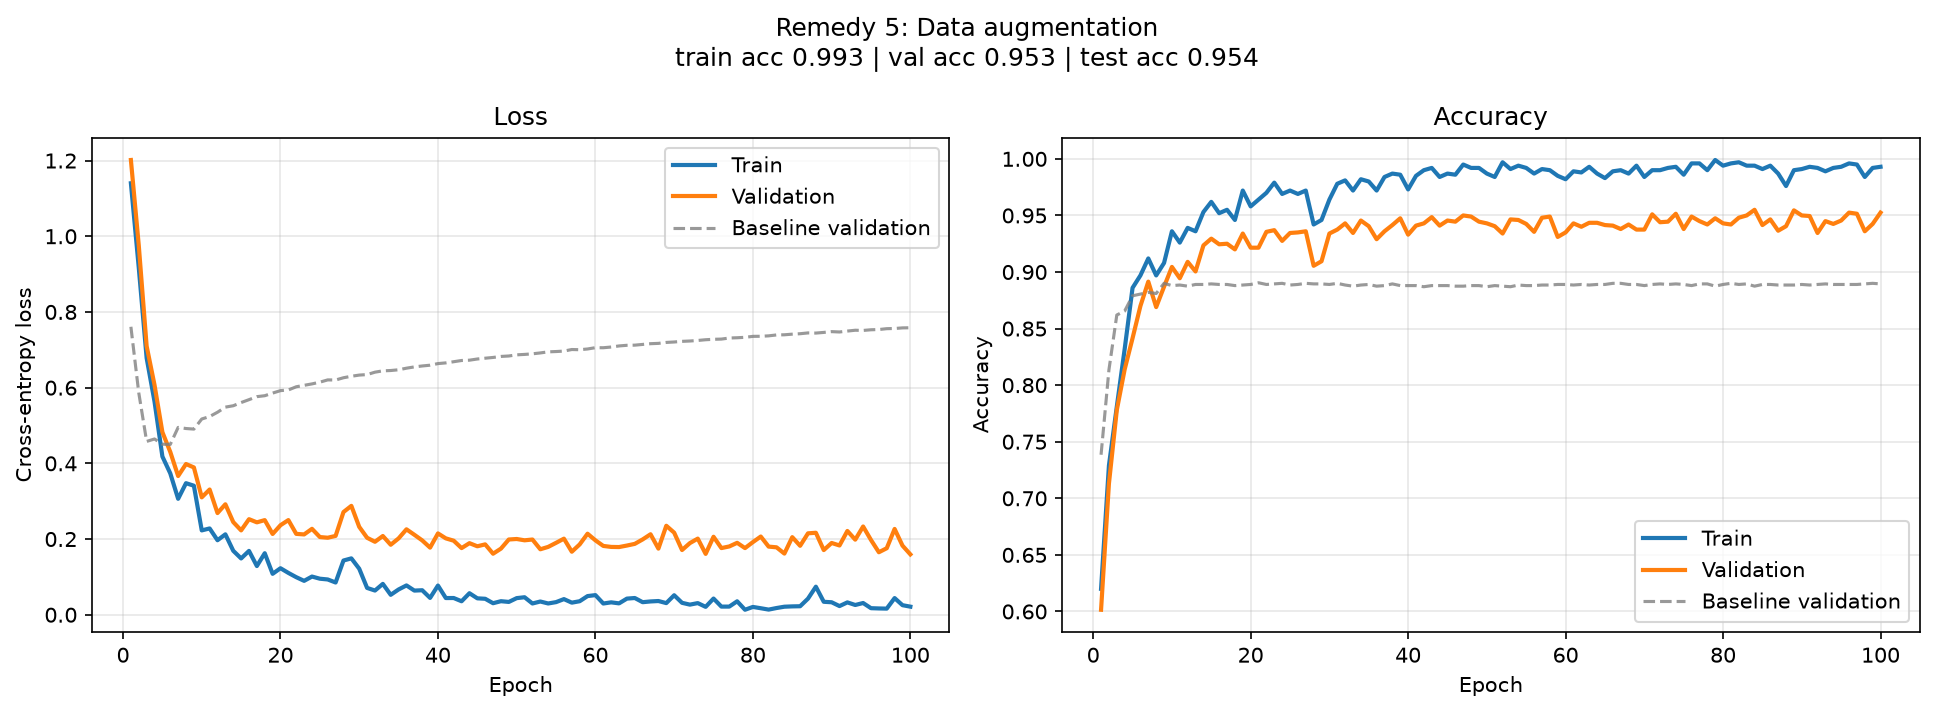 Remedy 5: Data augmentation
train acc 0.993 | val acc 0.953 | test acc 0.954
Loss
1.2
1.0
0.8
0.6
0.4
0.2
0.0
Cross-entropy loss
0
20
40
60
80
100
Epoch
Train
Validation
Baseline validation
Accuracy
1.00
0.95
0.90
0.85
0.80
0.75
0.70
0.65
0.60
Accuracy
0
20
40
60
80
100
Epoch
Train
Validation
Baseline validation